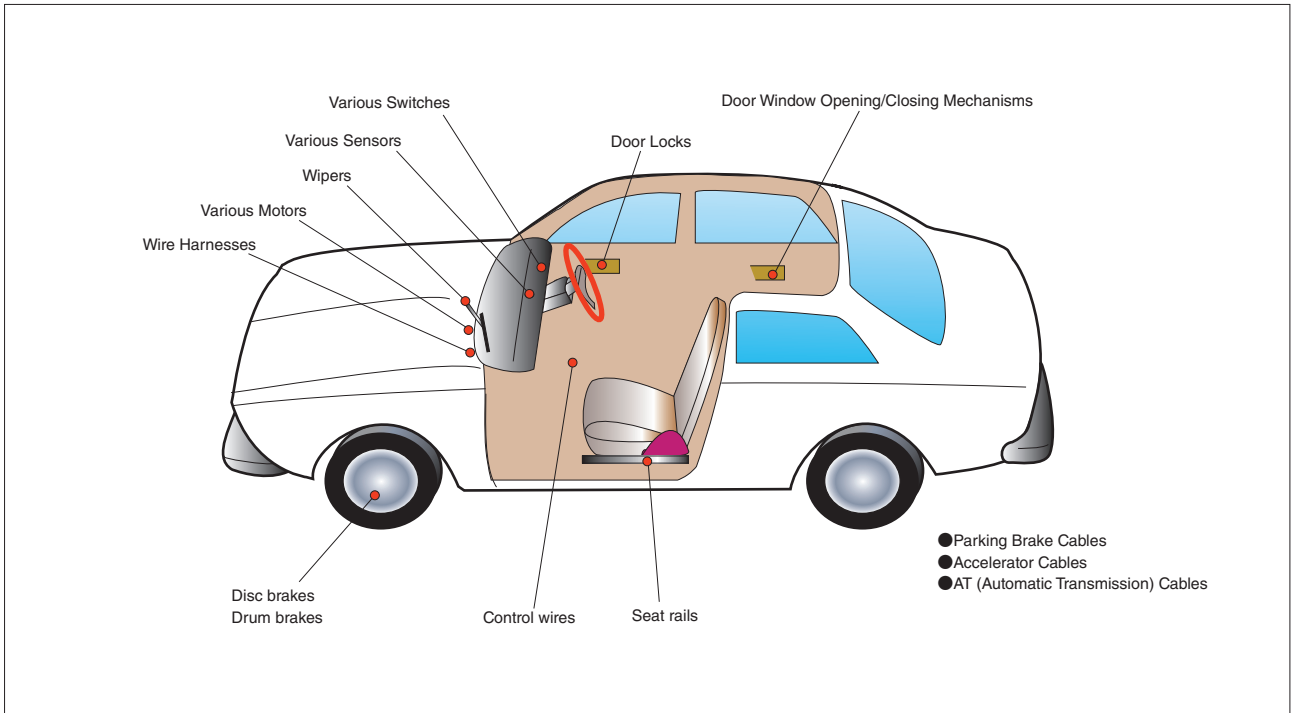 Various Switches
Door Window Opening/Closing Mechanisms
Various Sensors
Door Locks
Wipers
Various Motors
Wire Harnesses
●Parking Brake Cables
●Accelerator Cables
●AT (Automatic Transmission) Cables
Disc brakes
Drum brakes
Control wires
Seat rails